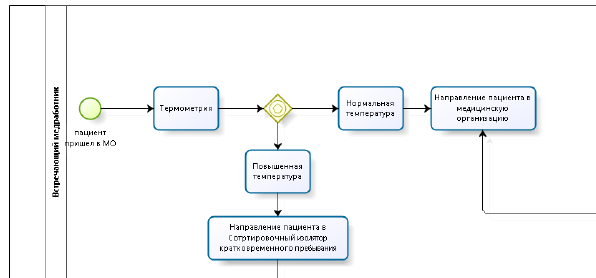 Встречающий медработник
пациент
пришел в МО
Термометрия
Нормальная
температура
Направление пациента в
медицинскую
организацию
Повышенная
температура
Направление пациента в
Сотртировочный изолятор
кратковременного пребывания